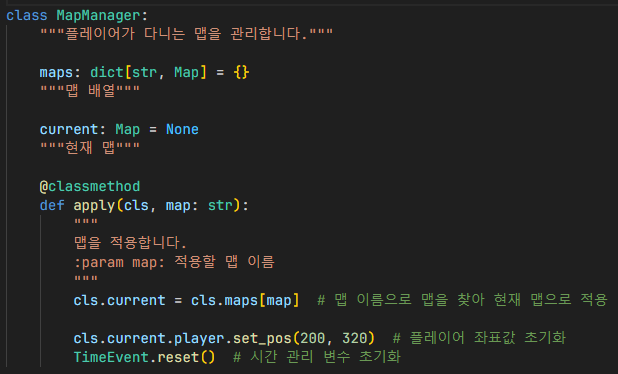 class MapManager:
    """플레이어가 다니는 맵을 관리합니다."""
    maps: dict[str, Map] = {}
    """맵 배열"""
    current: Map = None
    """현재 맵"""
    @classmethod
    def apply(cls, map: str):
        """
        맵을 적용합니다.
        :param map: 적용할 맵 이름
        """
        cls.current = cls.maps[map]  # 맵 이름으로 맵을 찾아 현재 맵으로 적용
        cls.current.player.set_pos(200, 320)  # 플레이어 좌표값 초기화
        TimeEvent.reset()  # 시간 관리 변수 초기화